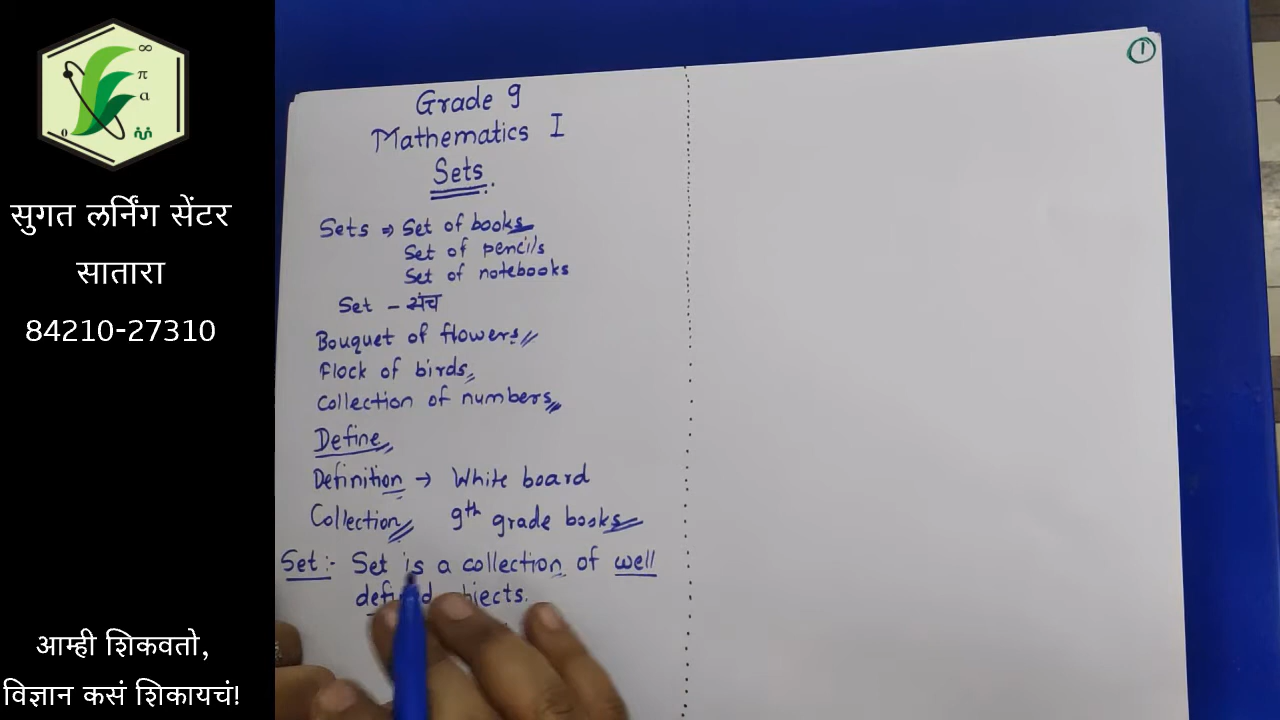 ∞
π
a
सुगत लर्निंग सेंटर
सातारा
84210-27310
आम्ही शिकवतो,
विज्ञान कसं शिकायचं!
1
Grade 9
Mathematics I
Sets
Sets ⇒ Set of books
Set of pencils
Set of notebooks
Set - संच
Bouquet of flowers
Flock of birds
Collection of numbers
Define
Definition → White board
Collection 9th grade books
Set :- Set is a collection of well
objects.